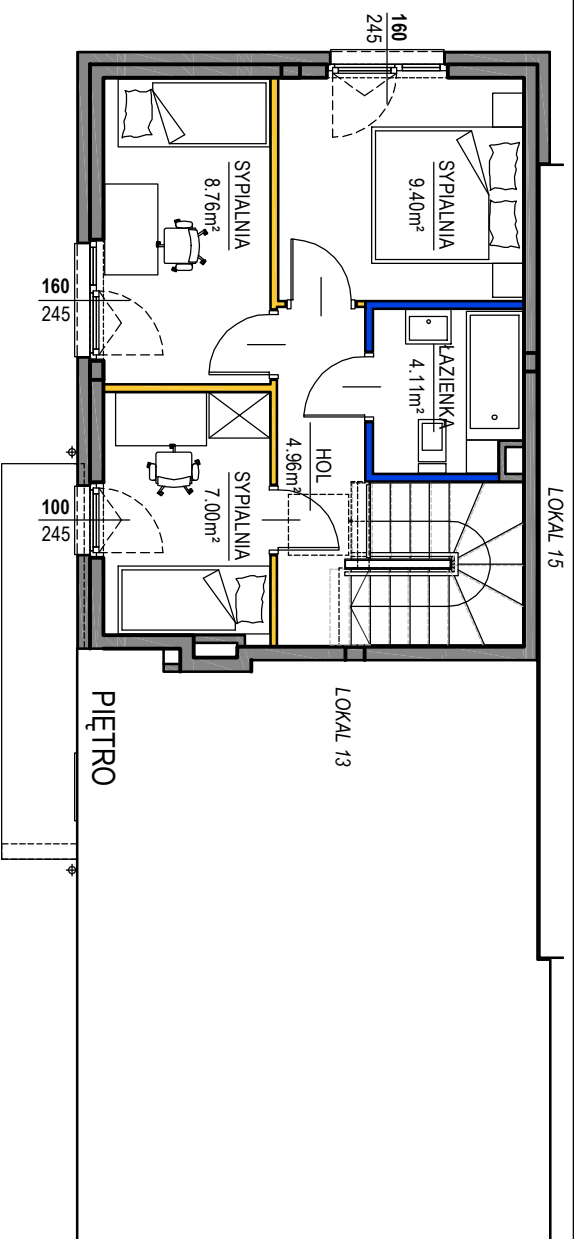 160
245
SYPIALNIA
9.40m²
SYPIALNIA
8.76m²
160
245
ŁAZIENKA
4.11m²
HOL
4.96m²
SYPIALNIA
7.00m²
100
245
LOKAL 15
LOKAL 13
PIĘTRO